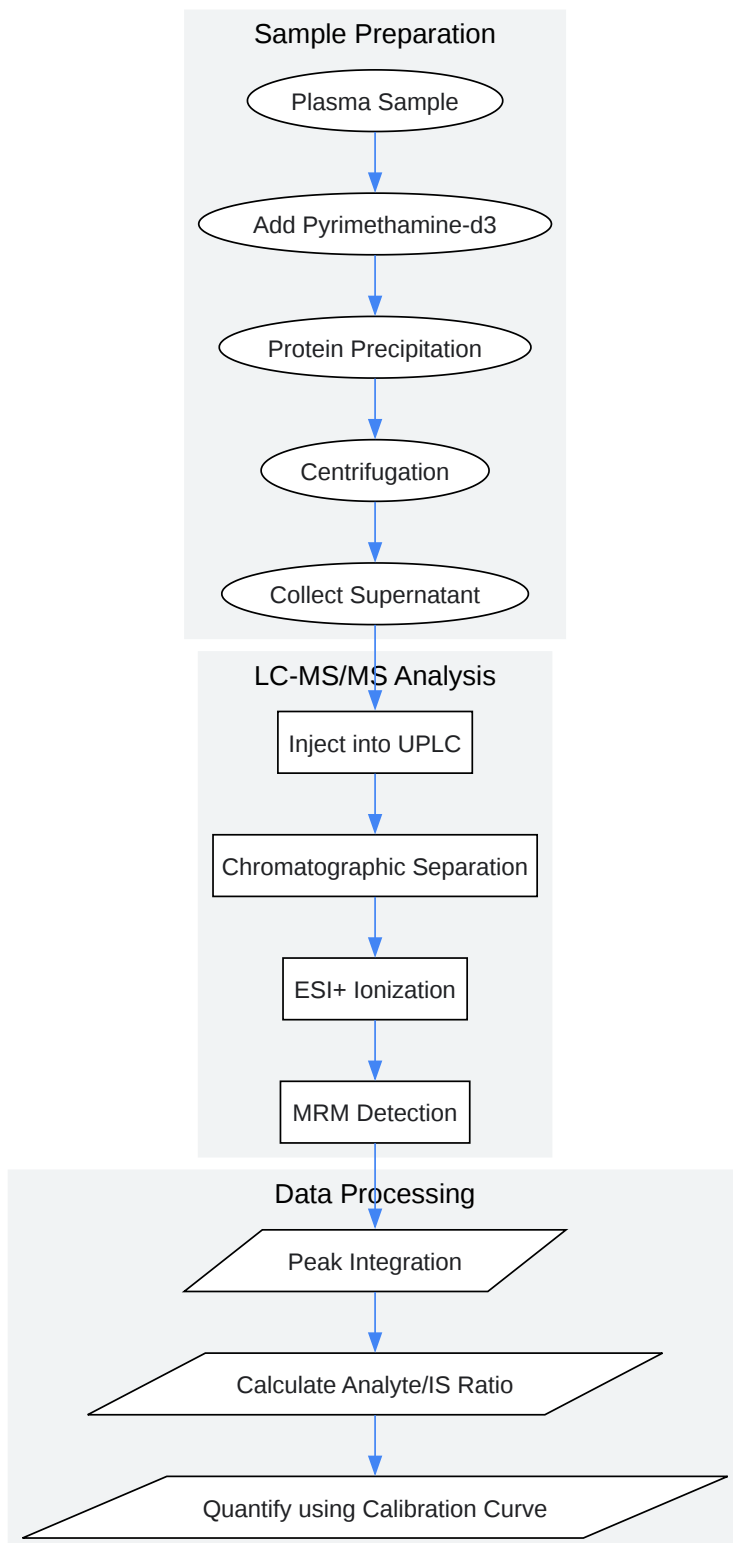 Sample Preparation
Plasma Sample
Add Pyrimethamine-d3
Protein Precipitation
Centrifugation
Collect Supernatant
LC-MS/MS Analysis
Inject into UPLC
Chromatographic Separation
ESI+ Ionization
MRM Detection
Data Processing
Peak Integration
Calculate Analyte/IS Ratio
Quantify using Calibration Curve